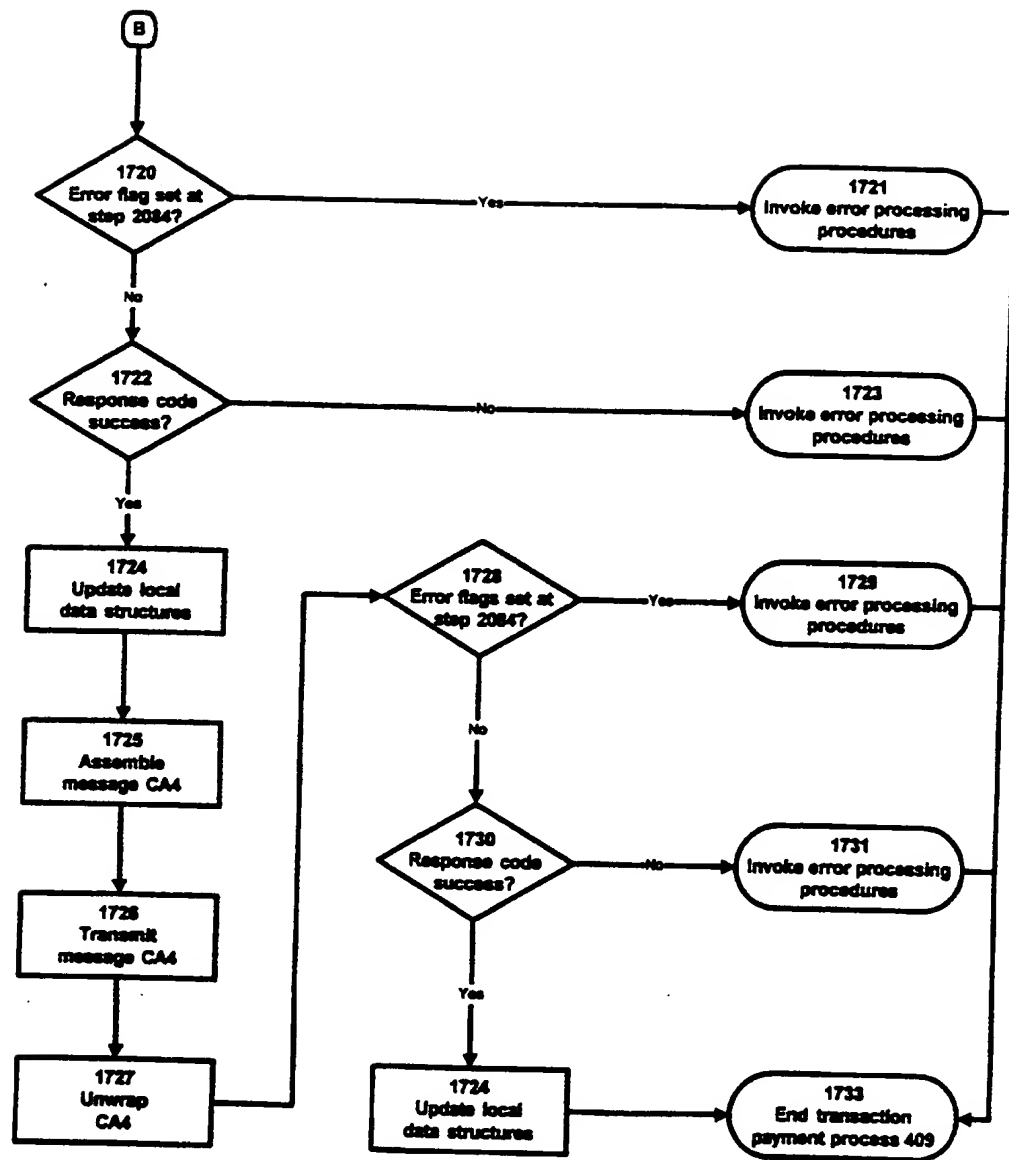 B
1720
Error flag set at
step 2084?
Yes
1721
Invoke error processing
procedures
No
1722
Response code
success?
No
1723
Invoke error processing
procedures
Yes
1724
Update local
data structures
1728
Error flags set at
step 2084?
Yes
1729
Invoke error processing
procedures
1725
Assemble
message CA4
No
1730
Response code
success?
No
1731
Invoke error processing
procedures
1726
Transmit
message CA4
Yes
1727
Unwrap
CA4
1724
Update local
data structures
1733
End transaction
payment process 409